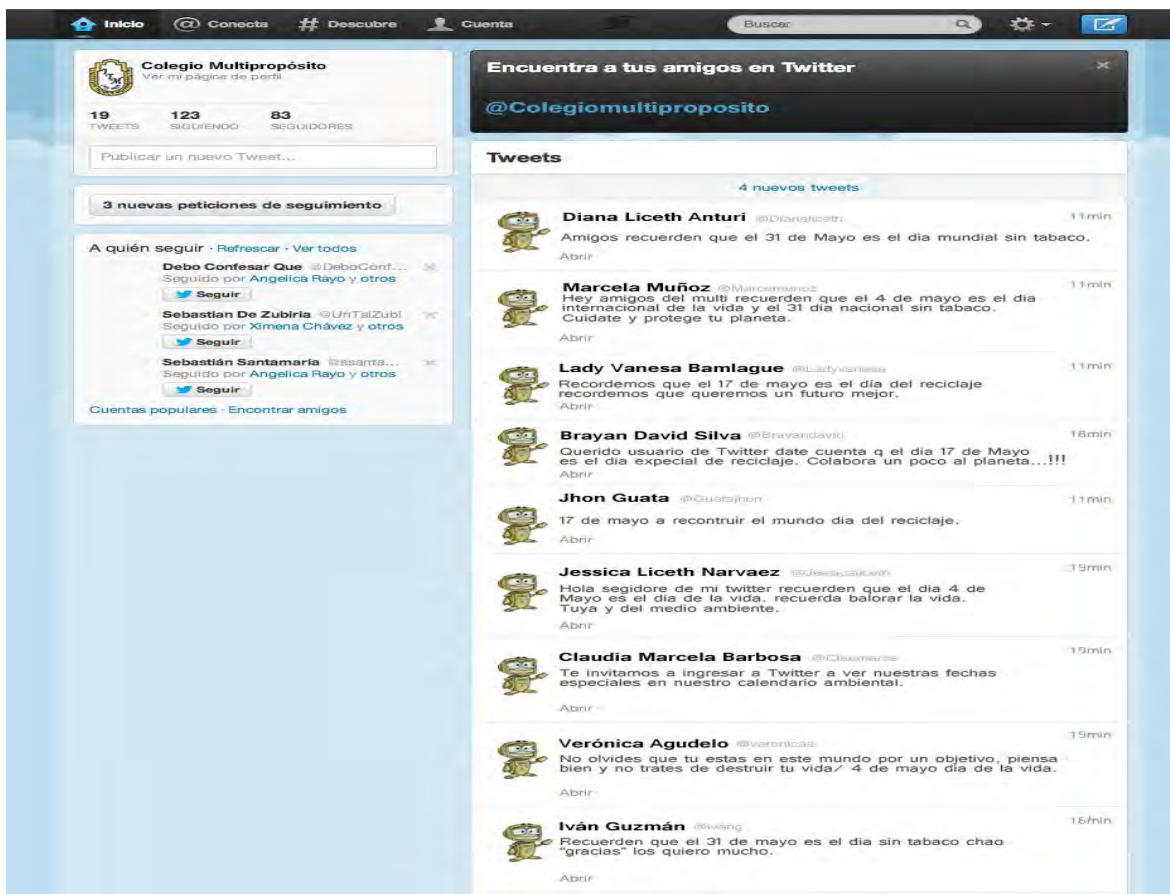 Inicio
Conecta
Descubre
Cuenta
Buscar
Colegio Multipropósito
Ver mi página de perfil
19 123 83
TWEETS SIGUIENDO SEGUIDORES
Publicar un nuevo Tweet...
3 nuevas peticiones de seguimiento
A quién seguir · Refrescar · Ver todos
Debo Confesar Que @DeboConf...
Seguido por Angelica Rayo y otros
Seguir
Sebastian De Zubiria @UnTalZubi
Seguido por Ximena Chávez y otros
Seguir
Sebastián Santamaría @ssanta...
Seguido por Angelica Rayo y otros
Seguir
Cuentas populares · Encontrar amigos
Encuentra a tus amigos en Twitter
@Colegiomultiproposito
Tweets
4 nuevos tweets
Diana Liceth Anturi @Dianaliceth 11min
Amigos recuerden que el 31 de Mayo es el dia mundial sin tabaco.
Abrir
Marcela Muñoz @Marcemunoz 11min
Hey amigos del multi recuerden que el 4 de mayo es el dia
internacional de la vida y el 31 dia nacional sin tabaco.
Cuidate y protege tu planeta.
Abrir
Lady Vanesa Bamlague @Ladyvanesa 11min
Recordemos que el 17 de mayo es el día del reciclaje
recordemos que queremos un futuro mejor.
Abrir
Brayan David Silva @Brayandavid 18min
Querido usuario de Twitter date cuenta q el día 17 de Mayo
es el dia expecial de reciclaje. Colabora un poco al planeta...!!!
Abrir
Jhon Guata @Guatajhon 11min
17 de mayo a recontruir el mundo dia del reciclaje.
Abrir
Jessica Liceth Narvaez 19min
Hola segidore de mi twitter recuerden que el dia 4 de
Mayo es el dia de la vida. recuerda balorar la vida.
Tuya y del medio ambiente.
Abrir
Claudia Marcela Barbosa 19min
Te invitamos a ingresar a Twitter a ver nuestras fechas
especiales en nuestro calendario ambiental.
Abrir
Verónica Agudelo @veronicaa 19min
No olvides que tu estas en este mundo por un objetivo, piensa
bien y no trates de destruir tu vida/ 4 de mayo dia de la vida.
Abrir
Iván Guzmán 16min
Recuerden que el 31 de mayo es el dia sin tabaco chao
"gracias" los quiero mucho.
Abrir